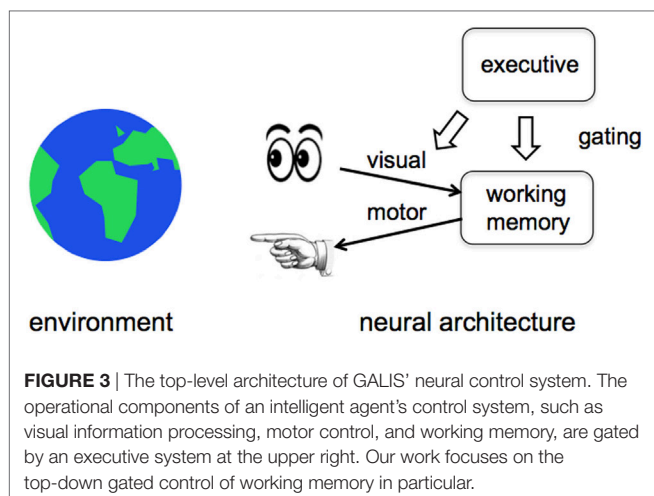 executive
gating
visual
working
memory
motor
environment
neural architecture
FIGURE 3 | The top-level architecture of GALIS’ neural control system. The
operational components of an intelligent agent’s control system, such as
visual information processing, motor control, and working memory, are gated
by an executive system at the upper right. Our work focuses on the
top-down gated control of working memory in particular.